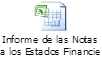 Informe de las Notas
a los Estados Financie